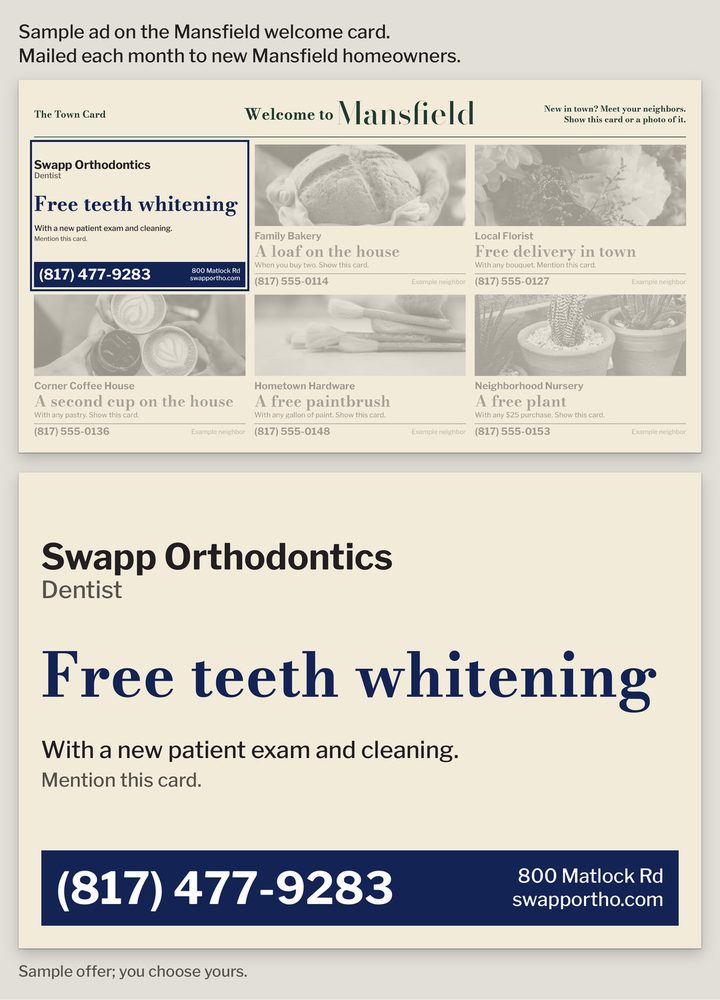 Sample ad on the Mansfield welcome card.
Mailed each month to new Mansfield homeowners.
The Town Card
Welcome to Mansfield
New in town? Meet your neighbors.
Show this card or a photo of it.
Swapp Orthodontics
Dentist
Free teeth whitening
With a new patient exam and cleaning.
Mention this card.
(817) 477-9283
800 Matlock Rd
swapportho.com
Family Bakery
A loaf on the house
When you buy two. Show this card.
(817) 555-0114
Example neighbor
Local Florist
Free delivery in town
With any bouquet. Mention this card.
(817) 555-0127
Example neighbor
Corner Coffee House
A second cup on the house
With any pastry. Show this card.
(817) 555-0136
Example neighbor
Hometown Hardware
A free paintbrush
With any gallon of paint. Show this card.
(817) 555-0148
Example neighbor
Neighborhood Nursery
A free plant
With any $25 purchase. Show this card.
(817) 555-0153
Example neighbor
Swapp Orthodontics
Dentist
Free teeth whitening
With a new patient exam and cleaning.
Mention this card.
(817) 477-9283
800 Matlock Rd
swapportho.com
Sample offer; you choose yours.